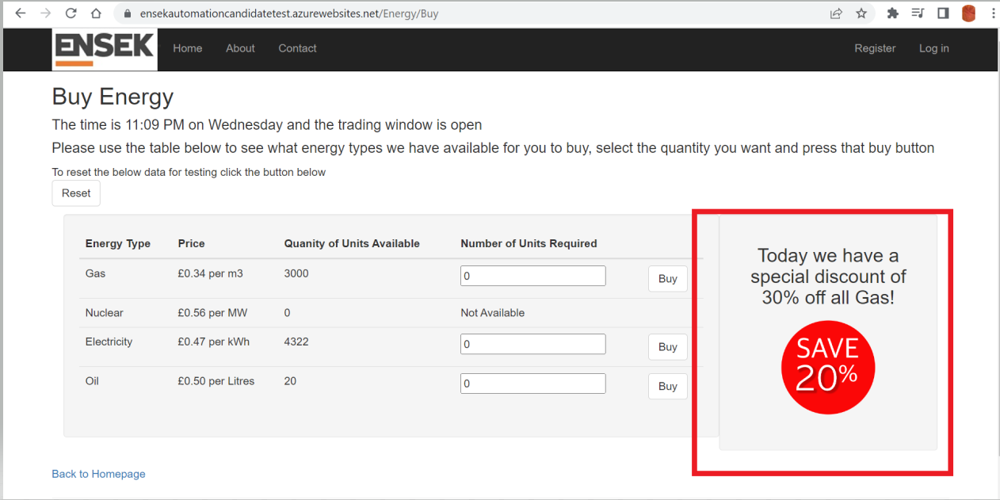 ensekautomationcandidatetest.azurewebsites.net/Energy/Buy
ENSEK Home About Contact Register Log in
Buy Energy
The time is 11:09 PM on Wednesday and the trading window is open
Please use the table below to see what energy types we have available for you to buy, select the quantity you want and press that buy button
To reset the below data for testing click the button below
Reset
Energy Type Price Quanity of Units Available Number of Units Required
Gas £0.34 per m3 3000 0 Buy
Nuclear £0.56 per MW 0 Not Available
Electricity £0.47 per kWh 4322 0 Buy
Oil £0.50 per Litres 20 0 Buy
Today we have a
special discount of
30% off all Gas!
SAVE
20%
Back to Homepage